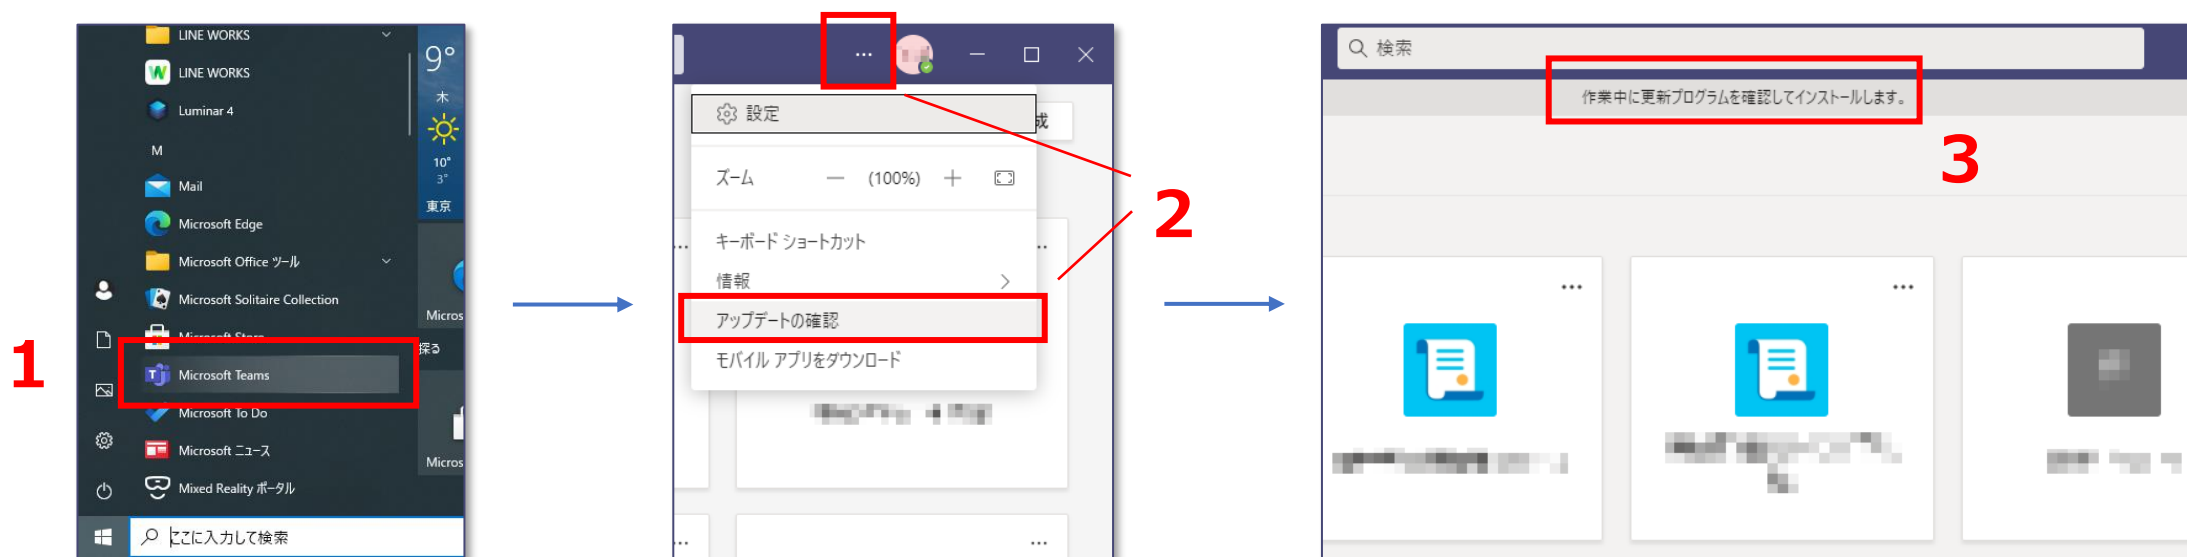 1
LINE WORKS
LINE WORKS
Luminar 4
M
Mail
Microsoft Edge
Microsoft Office ツール
Microsoft Solitaire Collection
Microsoft Store
Microsoft Teams
Microsoft To Do
Microsoft ニュース
Mixed Reality ポータル
ここに入力して検索
9°
木
10°
3°
東京
Micros
探る
Micros
2
設定
成
ズーム
(100%)
キーボード ショートカット
情報
アップデートの確認
モバイル アプリをダウンロード
3
検索
作業中に更新プログラムを確認してインストールします。